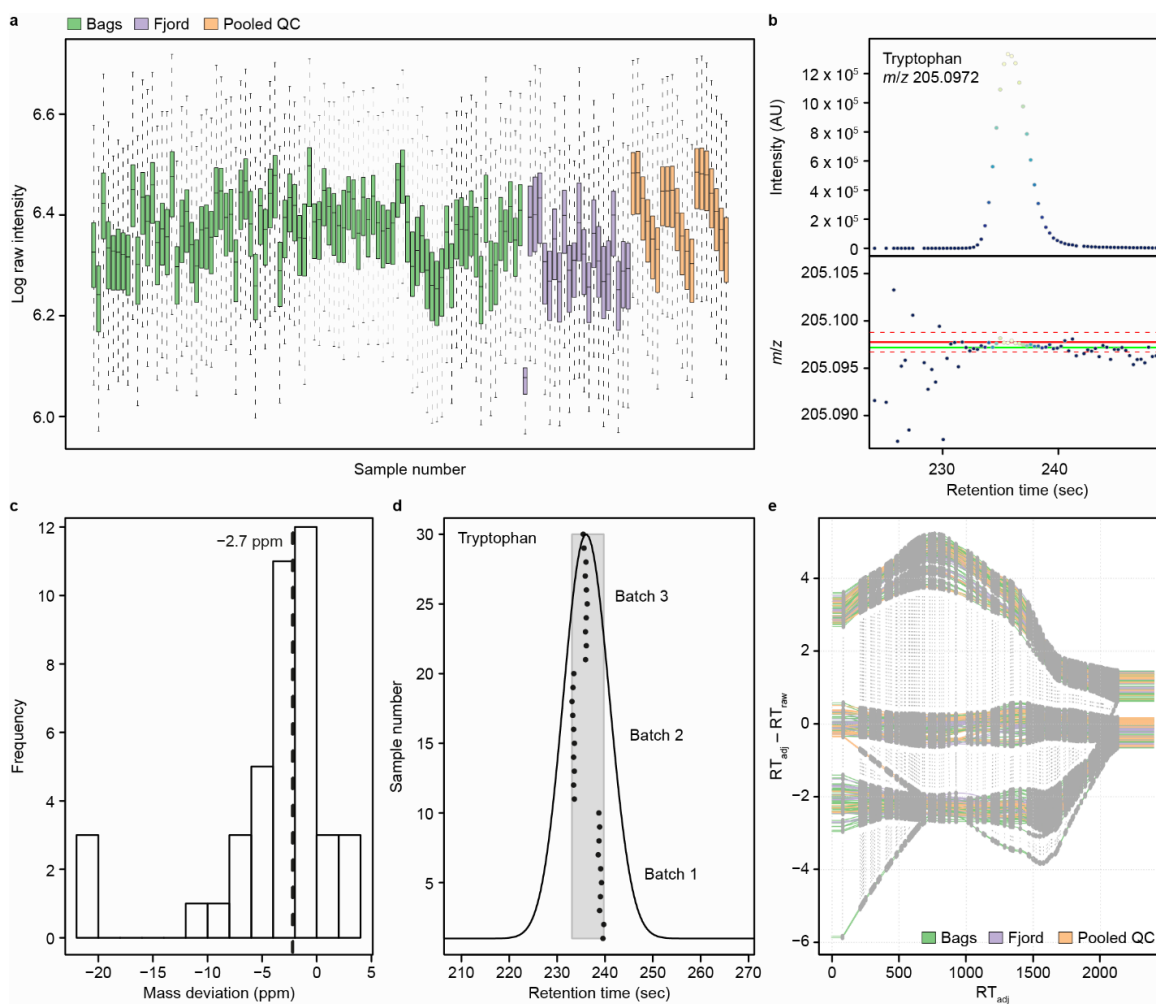 a
Bags Fjord Pooled QC
Log raw intensity
6.6
6.4
6.2
6.0
Sample number
b
Tryptophan
m/z 205.0972
Intensity (AU)
12 x 10⁵
10 x 10⁵
8 x 10⁵
6 x 10⁵
4 x 10⁵
2 x 10⁵
0
m/z
205.105
205.100
205.095
205.090
230 240
Retention time (sec)
c
−2.7 ppm
Frequency
12
10
8
6
4
2
0
−20 −15 −10 −5 0 5
Mass deviation (ppm)
d
Tryptophan
Sample number
30
25
20
15
10
5
Batch 3
Batch 2
Batch 1
210 220 230 240 250 260 270
Retention time (sec)
e
RTadj − RTraw
4
2
0
−2
−4
−6
Bags Fjord Pooled QC
0 500 1000 1500 2000
RTadj